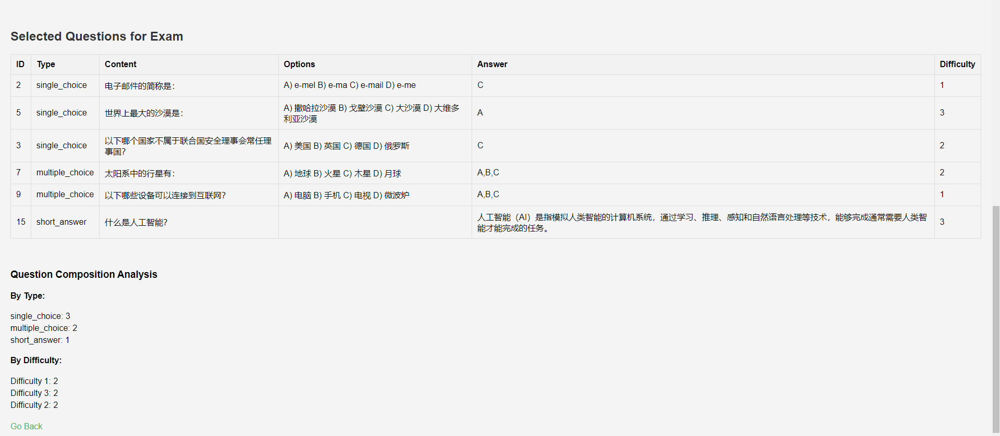 Selected Questions for Exam
ID Type Content Options Answer Difficulty
2 single_choice 电子邮件的简称是： A) e-mel B) e-ma C) e-mail D) e-me C 1
5 single_choice 世界上最大的沙漠是： A) 撒哈拉沙漠 B) 戈壁沙漠 C) 大沙漠 D) 大维多
利亚沙漠 A 3
3 single_choice 以下哪个国家不属于联合国安全理事会常任理
事国？ A) 美国 B) 英国 C) 德国 D) 俄罗斯 C 2
7 multiple_choice 太阳系中的行星有： A) 地球 B) 火星 C) 木星 D) 月球 A,B,C 2
9 multiple_choice 以下哪些设备可以连接到互联网？ A) 电脑 B) 手机 C) 电视 D) 微波炉 A,B,C 1
15 short_answer 什么是人工智能？ 人工智能（AI）是指模拟人类智能的计算机系统，通过学习、推理、感知和自然语言处理等技术，能够完成通常需要人类智
能才能完成的任务。 3
Question Composition Analysis
By Type:
single_choice: 3
multiple_choice: 2
short_answer: 1
By Difficulty:
Difficulty 1: 2
Difficulty 3: 2
Difficulty 2: 2
Go Back